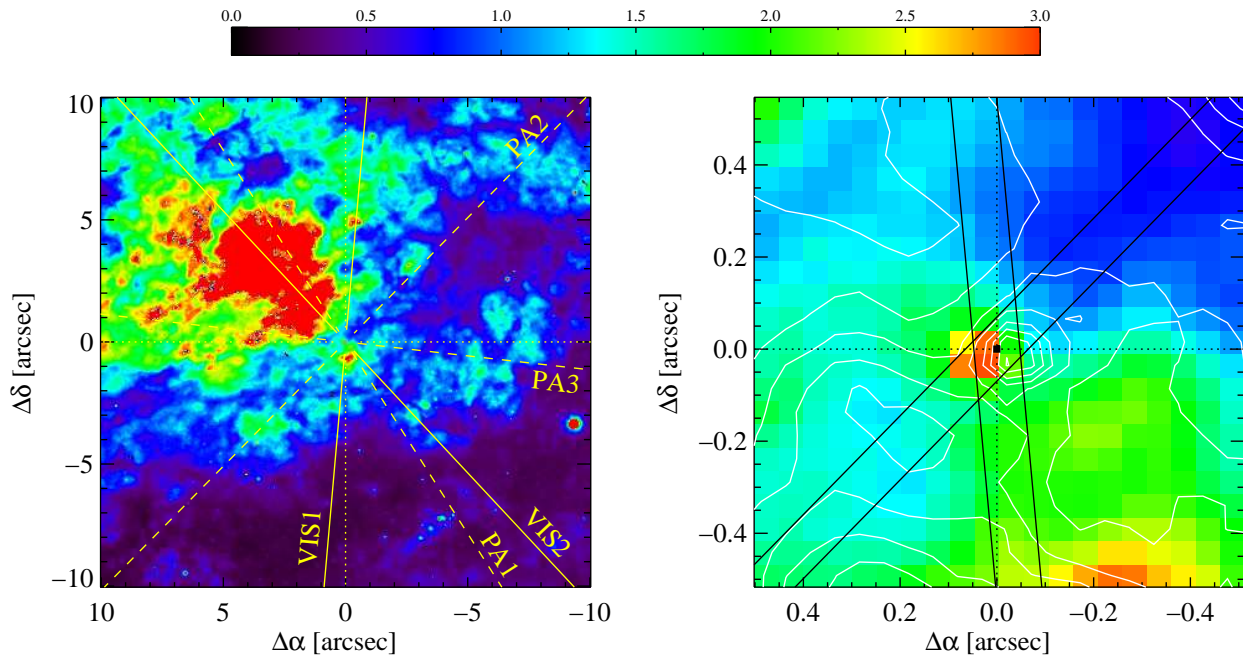 0.0 0.5 1.0 1.5 2.0 2.5 3.0
10
5
0
−5
−10
Δδ [arcsec]
10 5 0 −5 −10
Δα [arcsec]
PA2
PA3
VIS1
PA1
VIS2
0.4
0.2
0.0
−0.2
−0.4
Δδ [arcsec]
0.4 0.2 0.0 −0.2 −0.4
Δα [arcsec]